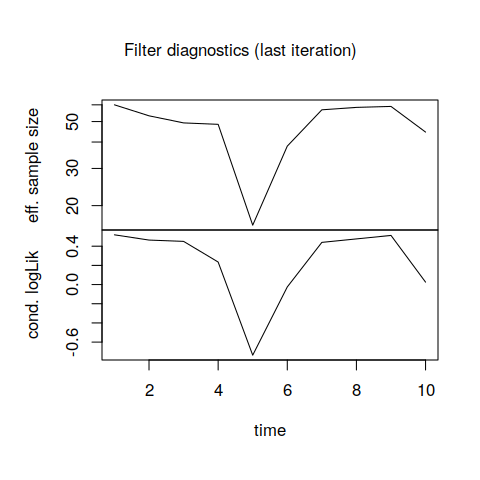 Filter diagnostics (last iteration)
eff. sample size
50
30
20
cond. logLik
0.4
0.0
-0.6
2 4 6 8 10
time